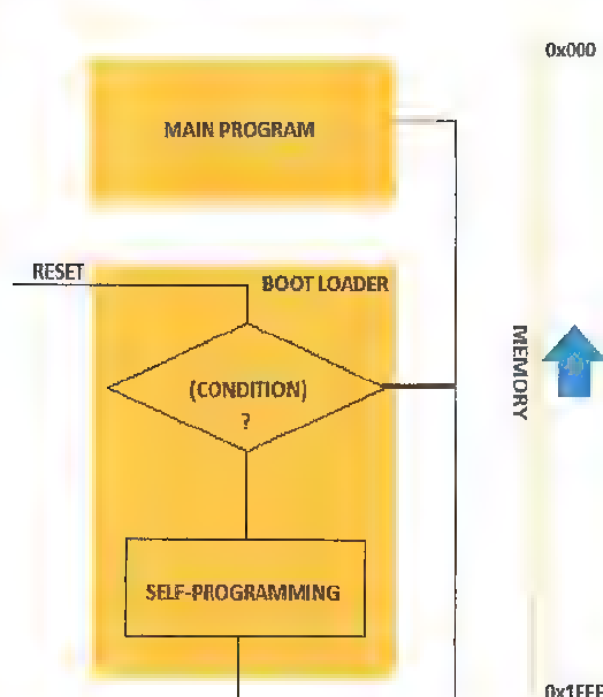 0x000
MAIN PROGRAM
RESET
BOOT LOADER
MEMORY
(CONDITION)
?
SELF-PROGRAMMING